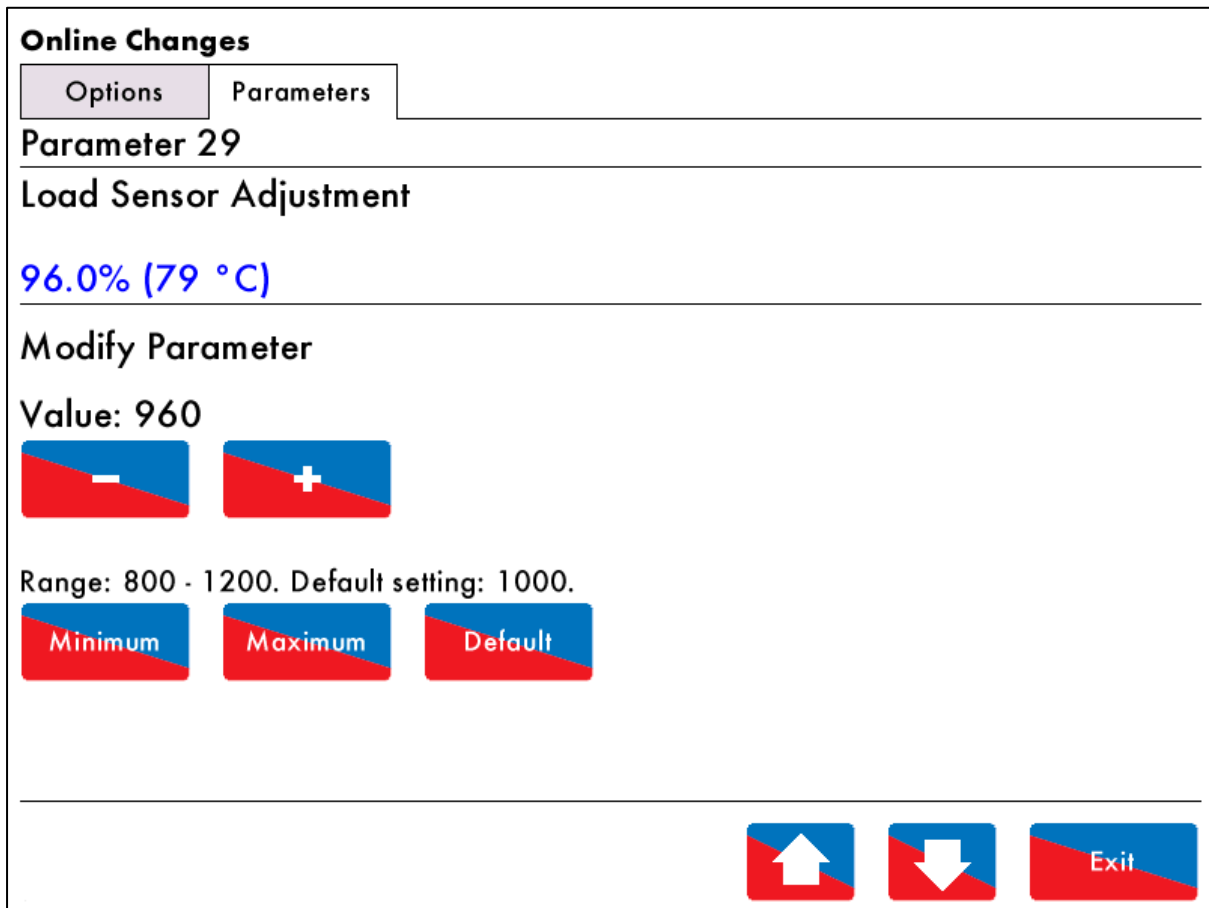 Online Changes
Options Parameters
Parameter 29
Load Sensor Adjustment
96.0% (79 °C)
Modify Parameter
Value: 960
- +
Range: 800 - 1200. Default setting: 1000.
Minimum Maximum Default
Exit